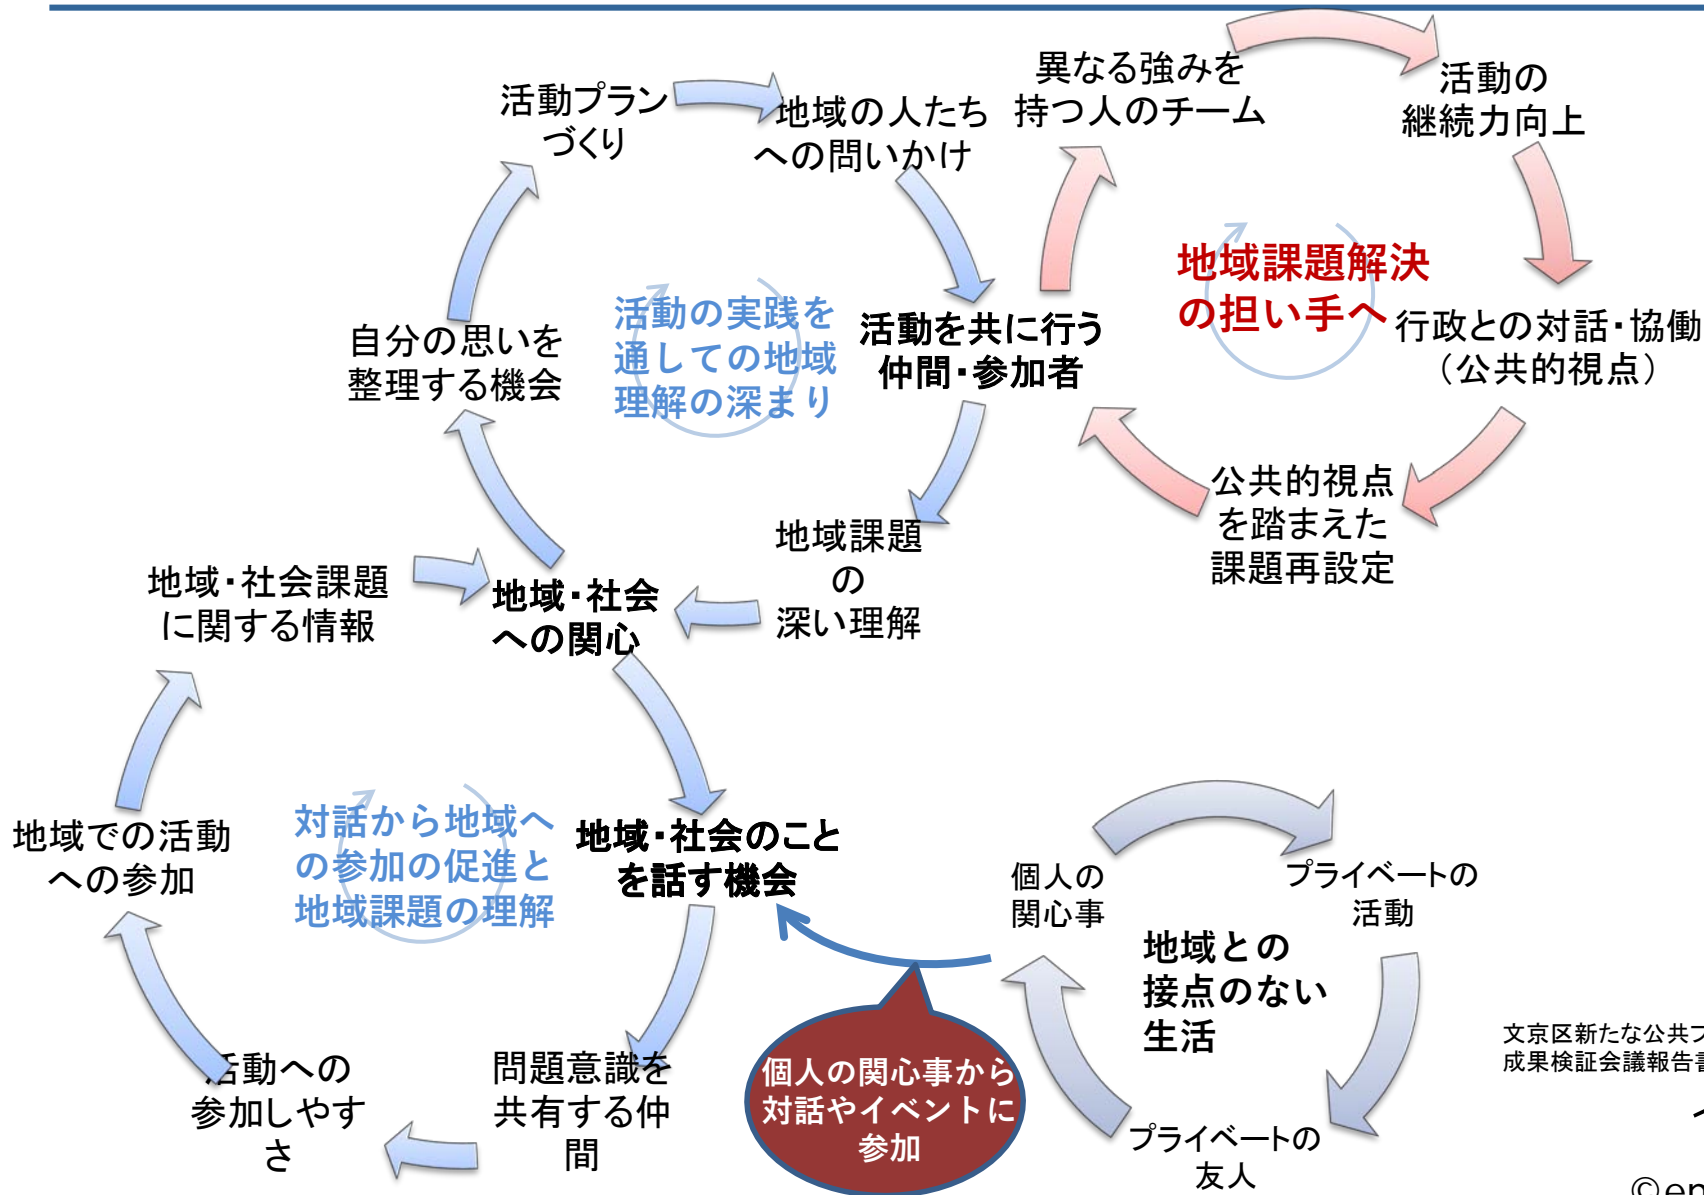 活動プラン
づくり
地域の人たち
への問いかけ
異なる強みを
持つ人のチーム
活動の
継続力向上
地域課題解決
の担い手へ
行政との対話・協働
（公共的視点）
公共的視点
を踏まえた
課題再設定
活動を共に行う
仲間・参加者
活動の実践を
通しての地域
理解の深まり
自分の思いを
整理する機会
地域課題
の
深い理解
地域・社会
への関心
地域・社会課題
に関する情報
地域での活動
への参加
対話から地域へ
の参加の促進と
地域課題の理解
地域・社会のこと
を話す機会
問題意識を
共有する仲
間
活動への
参加しやす
さ
個人の関心事から
対話やイベントに
参加
個人の
関心事
プライベートの
活動
プライベートの
友人
地域との
接点のない
生活
文京区新たな公共プ
成果検証会議報告書
©en